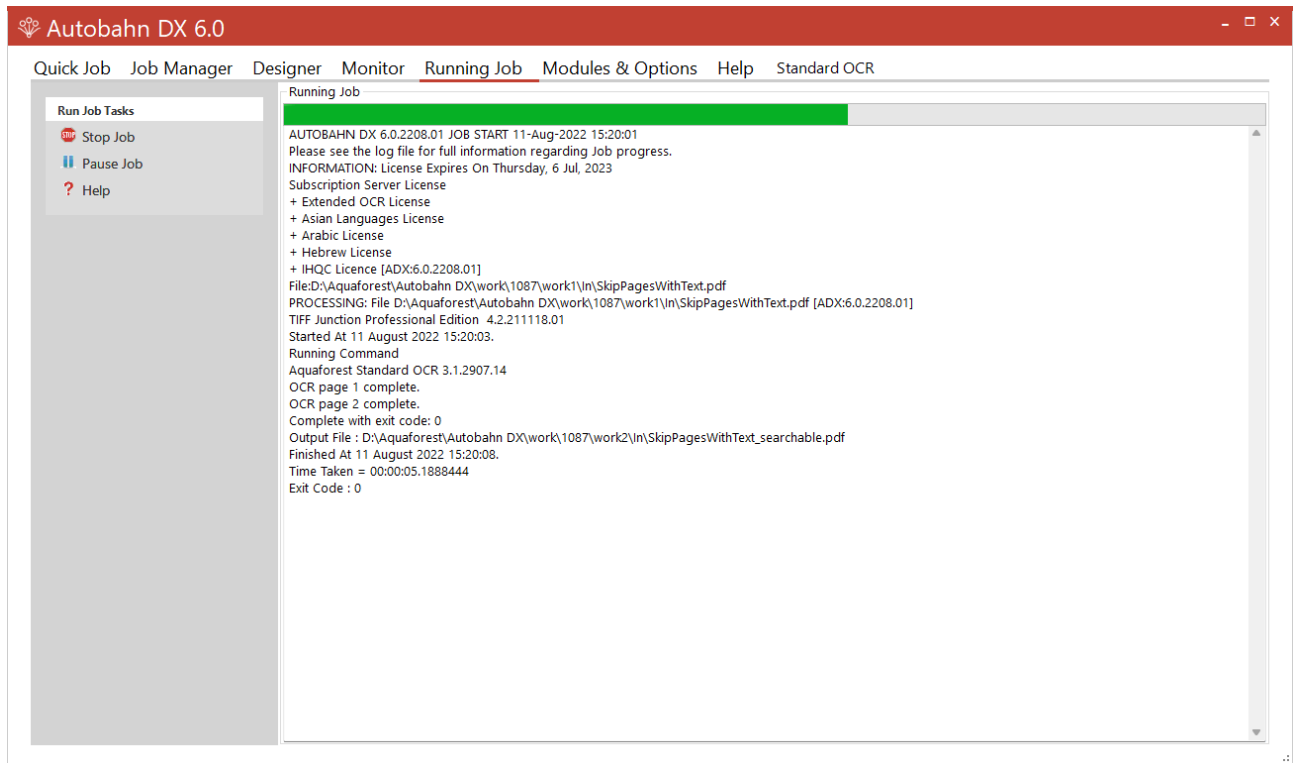 Autobahn DX 6.0
Quick Job Job Manager Designer Monitor Running Job Modules & Options Help Standard OCR
Run Job Tasks
STOP Stop Job
Pause Job
? Help
Running Job
AUTOBAHN DX 6.0.2208.01 JOB START 11-Aug-2022 15:20:01
Please see the log file for full information regarding Job progress.
INFORMATION: License Expires On Thursday, 6 Jul, 2023
Subscription Server License
+ Extended OCR License
+ Asian Languages License
+ Arabic License
+ Hebrew License
+ IHQC Licence [ADX:6.0.2208.01]
File:D:\Aquaforest\Autobahn DX\work\1087\work1\In\SkipPagesWithText.pdf
PROCESSING: File D:\Aquaforest\Autobahn DX\work\1087\work1\In\SkipPagesWithText.pdf [ADX:6.0.2208.01]
TIFF Junction Professional Edition  4.2.211118.01
Started At 11 August 2022 15:20:03.
Running Command
Aquaforest Standard OCR 3.1.2907.14
OCR page 1 complete.
OCR page 2 complete.
Complete with exit code: 0
Output File : D:\Aquaforest\Autobahn DX\work\1087\work2\In\SkipPagesWithText_searchable.pdf
Finished At 11 August 2022 15:20:08.
Time Taken = 00:00:05.1888444
Exit Code : 0